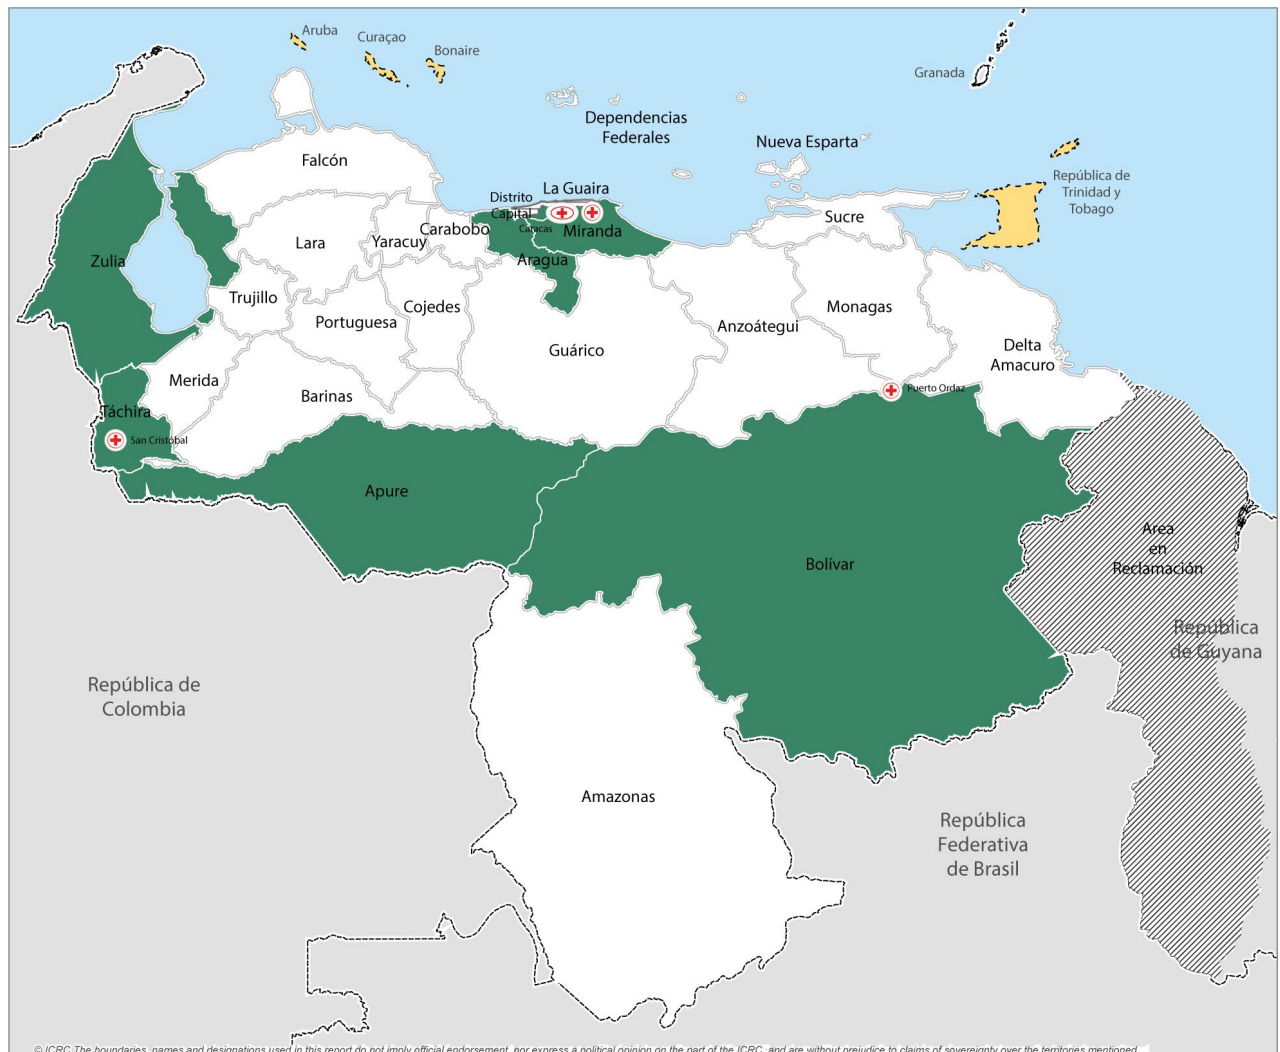 Aruba
Curaçao
Bonaire
Granada
Dependencias
Federales
Nueva Esparta
República de
Trinidad y
Tobago
Falcón
La Guaira
Distrito
Capital
Caracas
Miranda
Sucre
Lara
Yaracuy
Carabobo
Aragua
Zulia
Trujillo
Cojedes
Portuguesa
Guárico
Anzoátegui
Monagas
Delta
Amacuro
Merida
Barinas
Puerto Ordaz
Táchira
San Cristóbal
Apure
Bolívar
Area
en
Reclamación
República
de Guyana
República de
Colombia
Amazonas
República
Federativa
de Brasil
© ICRC The boundaries, names and designations used in this report do not imply official endorsement, nor express a political opinion on the part of the ICRC, and are without prejudice to claims of sovereignty over the territories mentioned.